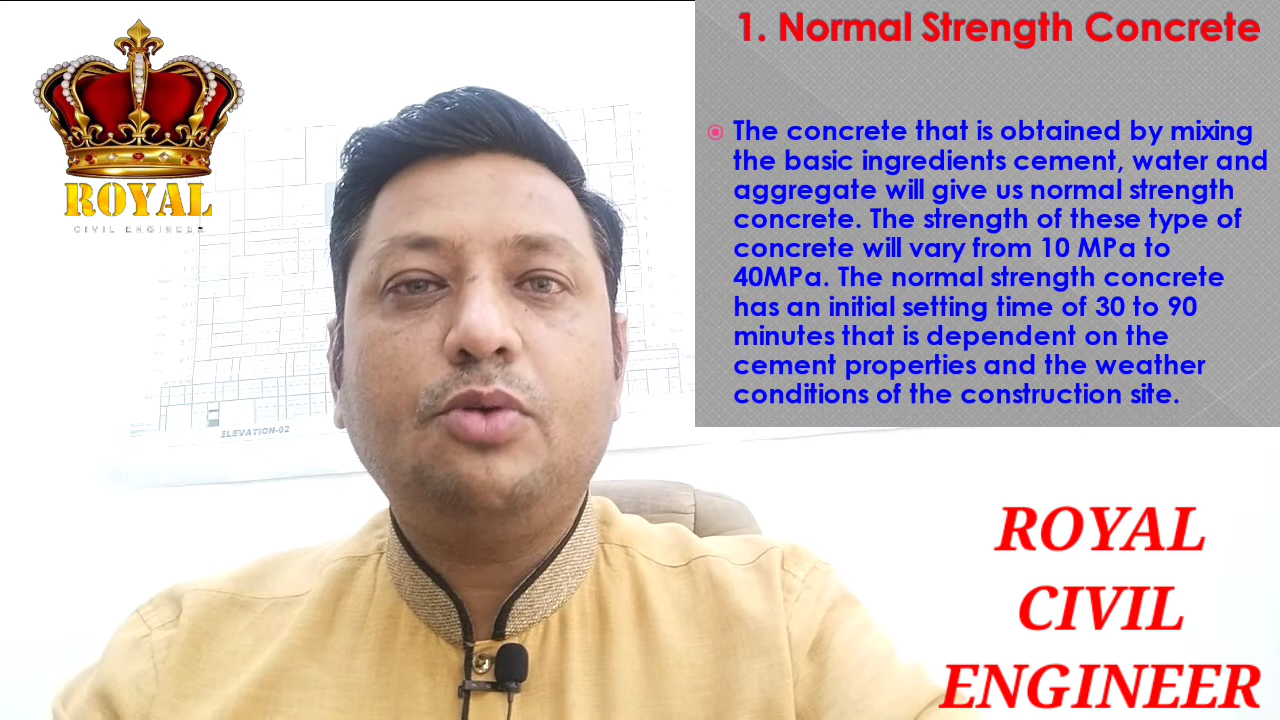 ROYAL
CIVIL ENGINEER
ELEVATION-02
1. Normal Strength Concrete
The concrete that is obtained by mixing
the basic ingredients cement, water and
aggregate will give us normal strength
concrete. The strength of these type of
concrete will vary from 10 MPa to
40MPa. The normal strength concrete
has an initial setting time of 30 to 90
minutes that is dependent on the
cement properties and the weather
conditions of the construction site.
ROYAL
CIVIL
ENGINEER